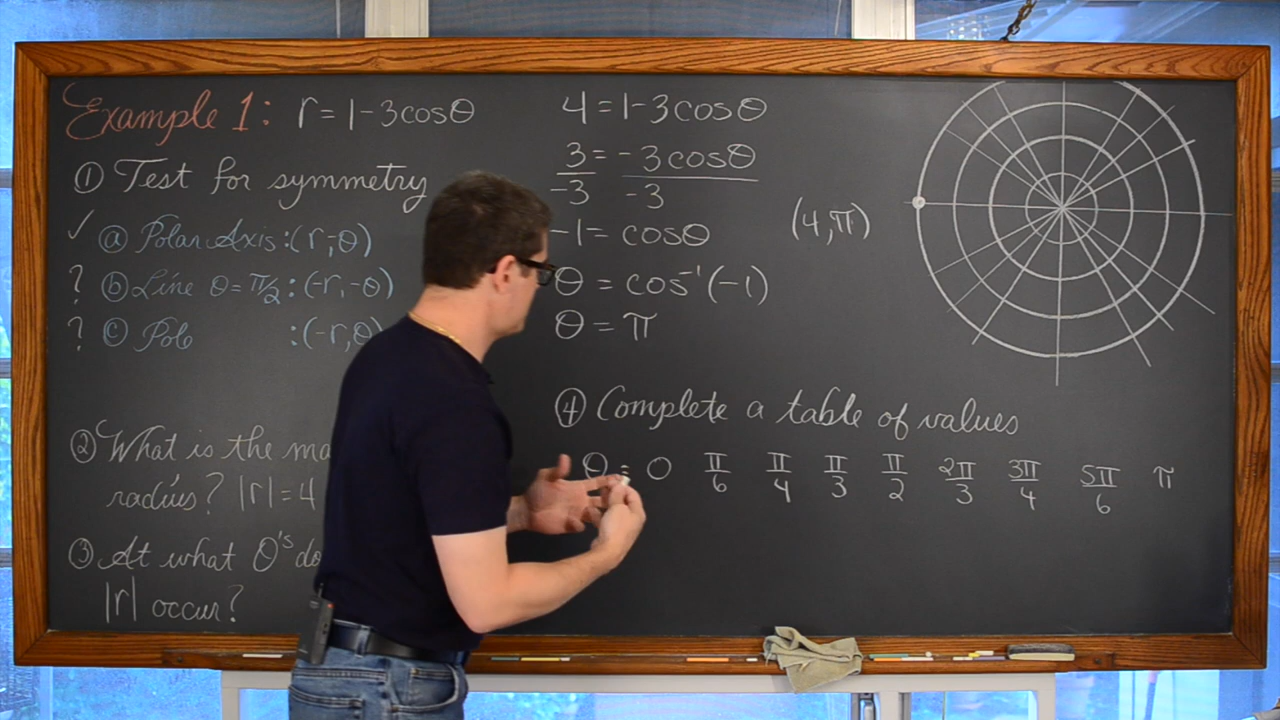 Example 1: r = 1-3cosθ
① Test for symmetry
✓ ⓐ Polar Axis: (r, -θ)
? ⓑ Line θ = π/2 : (-r, -θ)
? ⓒ Pole : (-r, θ)
② What is the
radius? |r| = 4
③ At what θ's do
|r| occur?
4 = 1-3cosθ
3/-3 = -3cosθ/-3
-1 = cosθ
θ = cos⁻¹(-1)
θ = π
(4, π)
④ Complete a table of values
θ = 0 π/6 π/4 π/3 π/2 2π/3 3π/4 5π/6 π